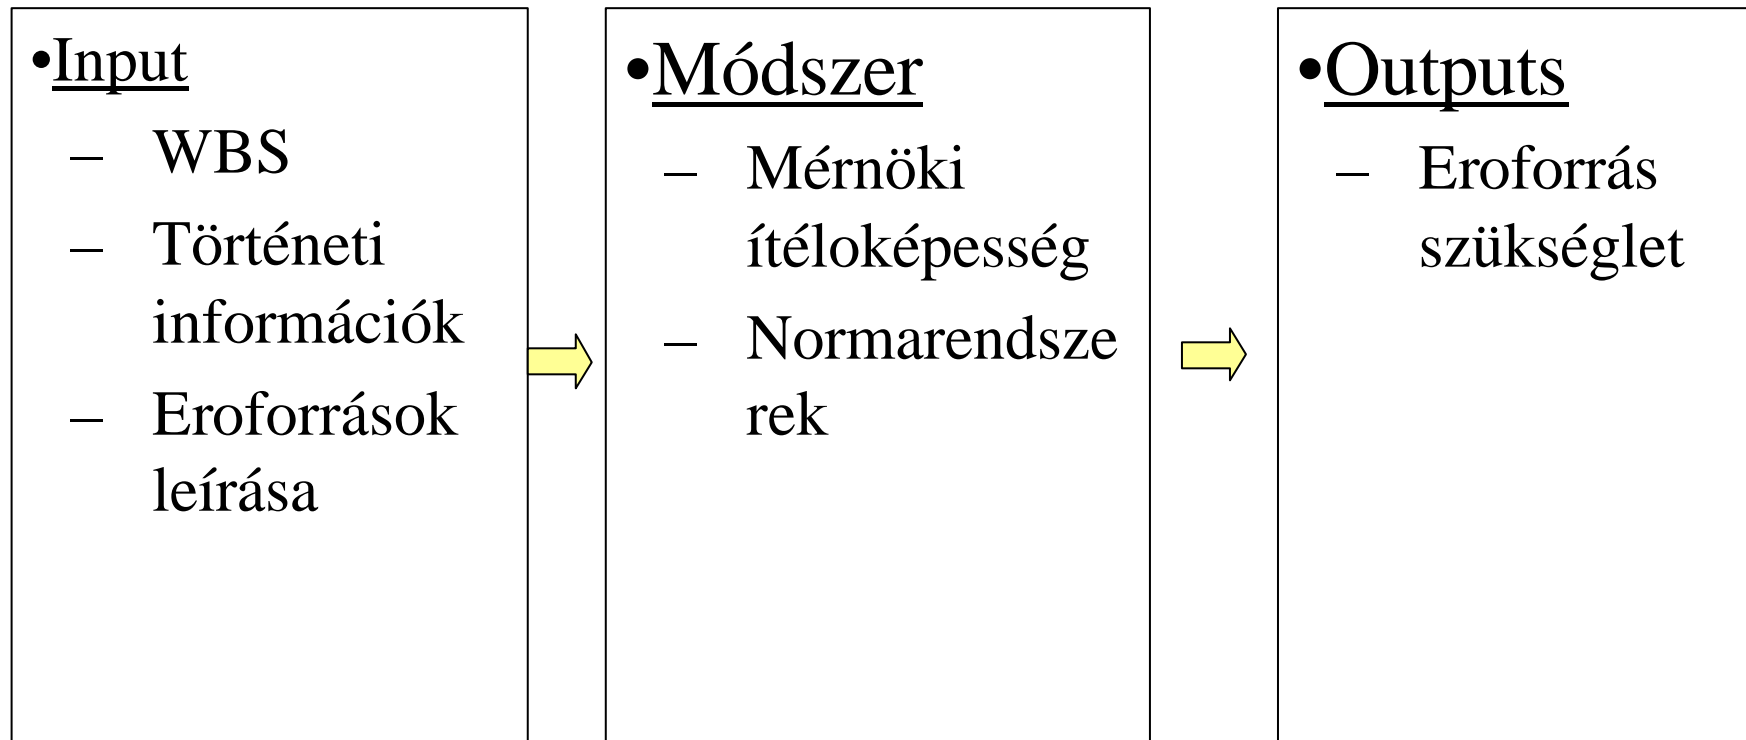 •Input
– WBS
– Történeti
információk
– Eroforrások
leírása
•Módszer
– Mérnöki
ítéloképesség
– Normarendsze
rek
•Outputs
– Eroforrás
szükséglet